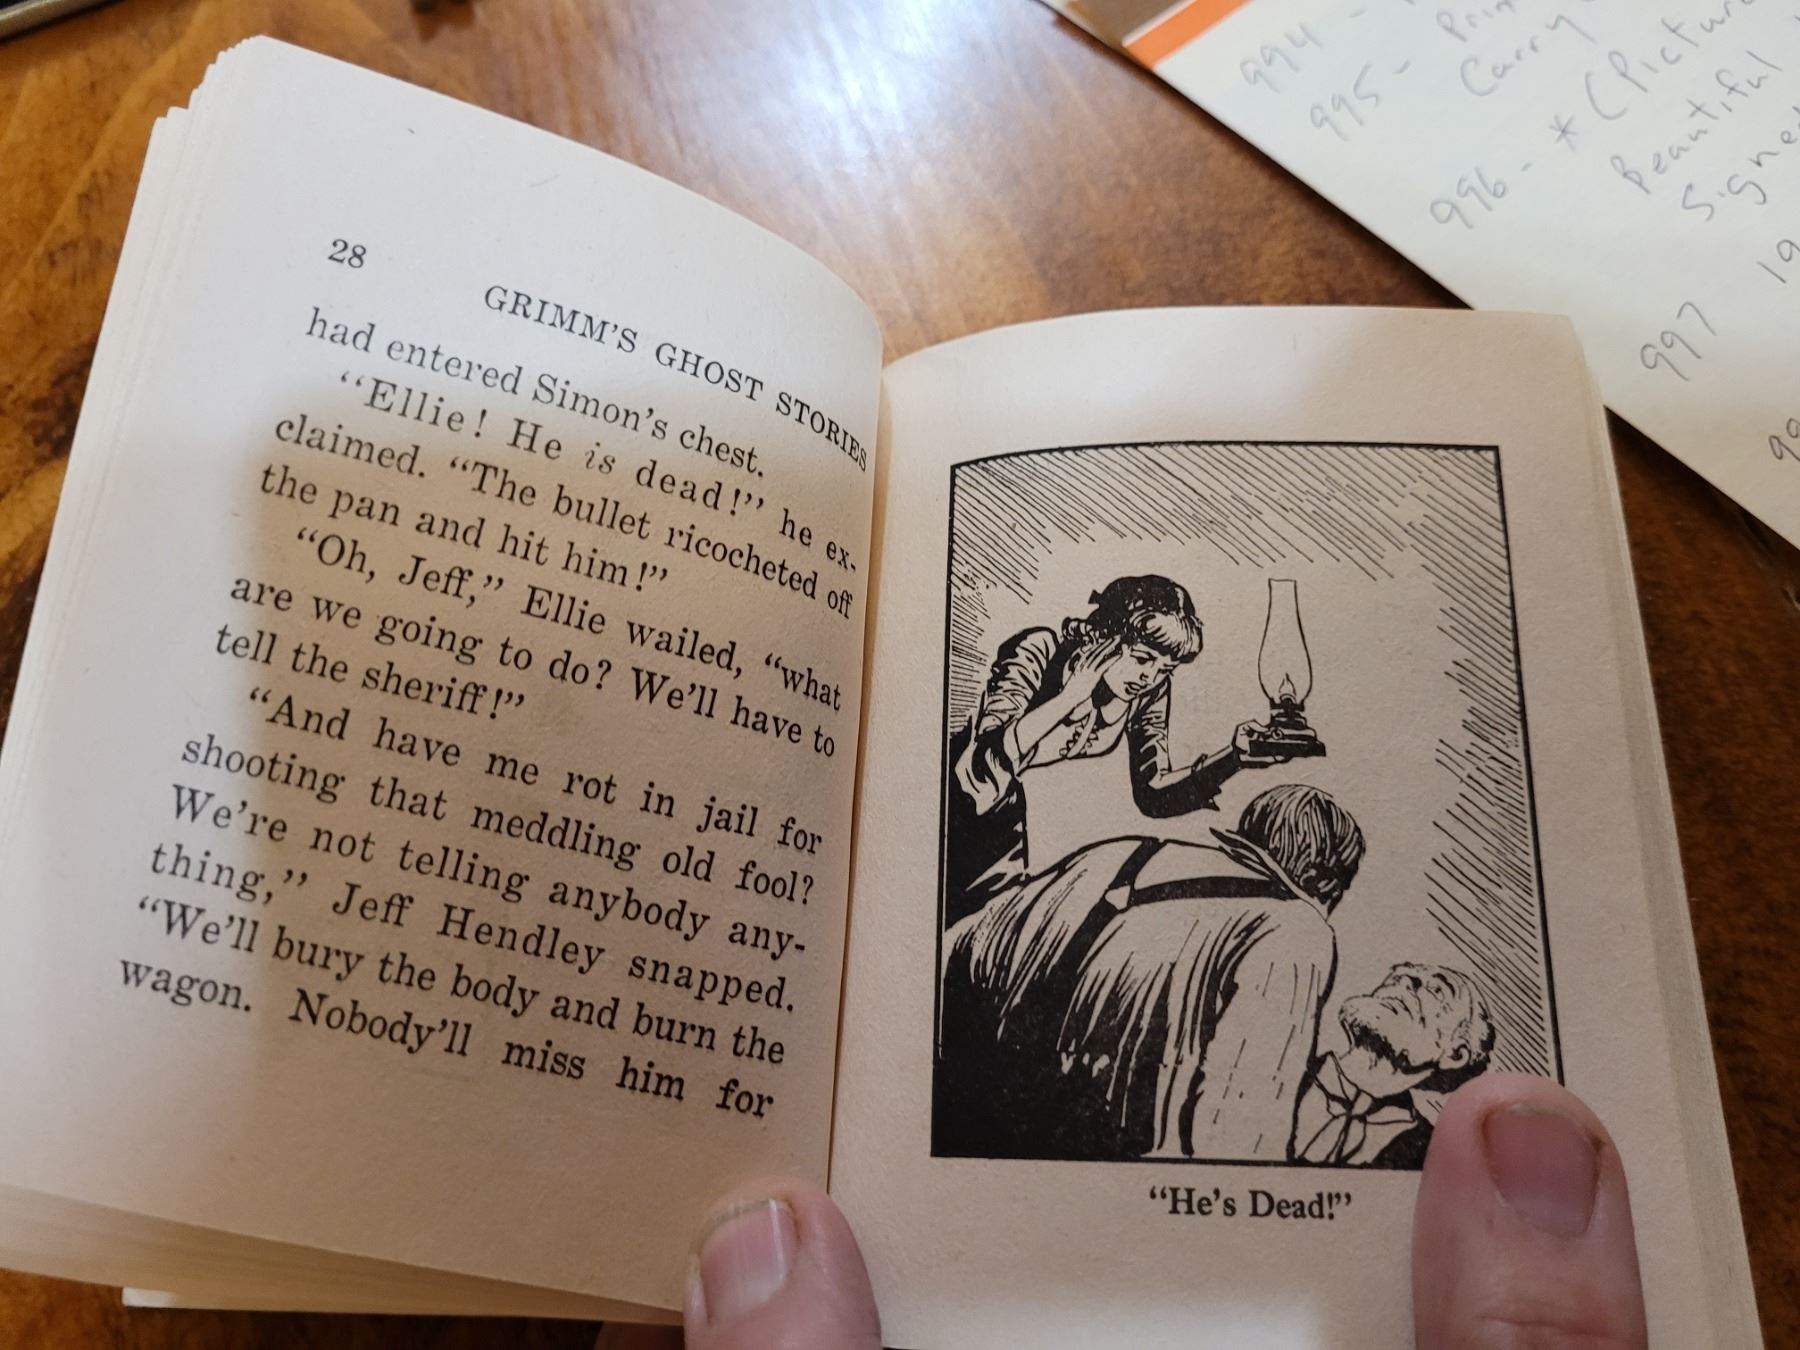 28
GRIMM'S GHOST STORIES
had entered Simon's chest.
“Ellie! He is dead!” he ex-
claimed. “The bullet ricocheted off
the pan and hit him!”
“Oh, Jeff,” Ellie wailed, “what
are we going to do? We'll have to
tell the sheriff!”
“And have me rot in jail for
shooting that meddling old fool?
We're not telling anybody any-
thing,” Jeff Hendley snapped.
“We'll bury the body and burn the
wagon. Nobody'll miss him for
“He's Dead!”
994 -
995 -
Carry
996 - * (Picture
Beautiful
Signed
997 19